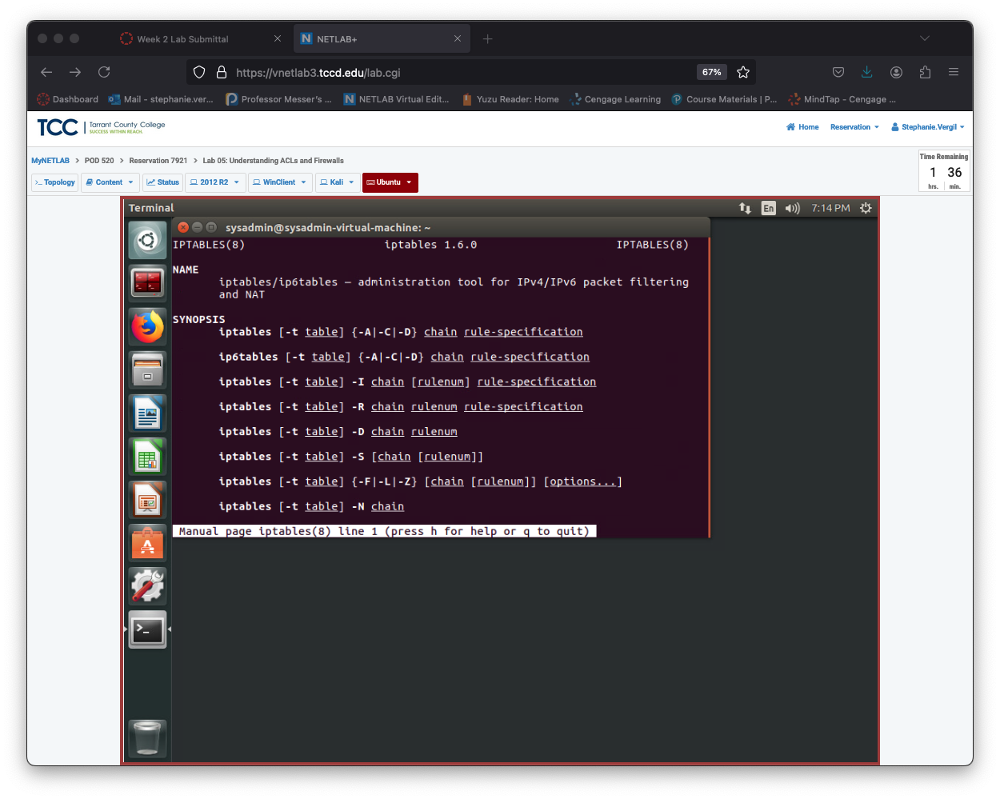 Week 2 Lab Submittal
NETLAB+
https://vnetlab3.tccd.edu/lab.cgi
67%
Dashboard
Mail - stephanie.ver...
Professor Messer's ...
NETLAB Virtual Edit...
Yuzu Reader: Home
Cengage Learning
Course Materials | P...
MindTap - Cengage ...
TCC | Tarrant County College
SUCCESS WITHIN REACH.
Home
Reservation
Stephanie.Vergil
MyNETLAB > POD 520 > Reservation 7921 > Lab 05: Understanding ACLs and Firewalls
Time Remaining
1 36
hrs. min.
Topology
Content
Status
2012 R2
WinClient
Kali
Ubuntu
Terminal
En
7:14 PM
sysadmin@sysadmin-virtual-machine: ~
IPTABLES(8) iptables 1.6.0 IPTABLES(8)
NAME
iptables/ip6tables — administration tool for IPv4/IPv6 packet filtering
and NAT
SYNOPSIS
iptables [-t table] {-A|-C|-D} chain rule-specification
ip6tables [-t table] {-A|-C|-D} chain rule-specification
iptables [-t table] -I chain [rulenum] rule-specification
iptables [-t table] -R chain rulenum rule-specification
iptables [-t table] -D chain rulenum
iptables [-t table] -S [chain [rulenum]]
iptables [-t table] {-F|-L|-Z} [chain [rulenum]] [options...]
iptables [-t table] -N chain
Manual page iptables(8) line 1 (press h for help or q to quit)